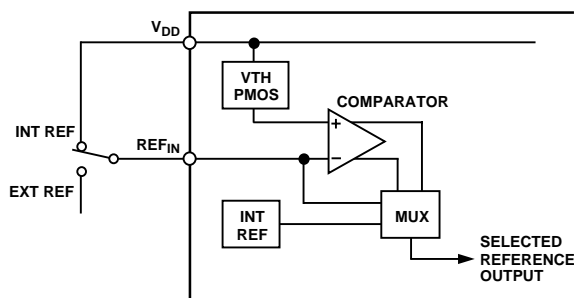 VDD
VTH
PMOS
COMPARATOR
+
INT REF
REFIN
−
EXT REF
INT
REF
MUX
SELECTED
REFERENCE
OUTPUT